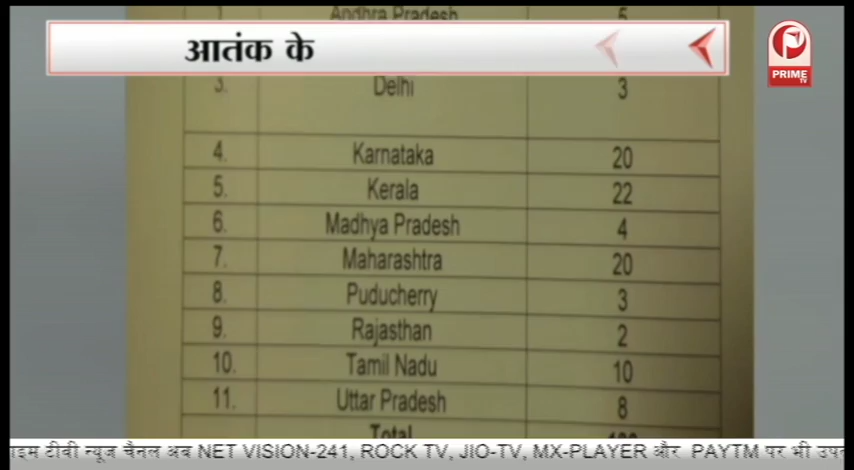 Andhra Pradesh 5
आतंक के
PRIME TV
3. Delhi 3
4. Karnataka 20
5. Kerala 22
6. Madhya Pradesh 4
7. Maharashtra 20
8. Puducherry 3
9. Rajasthan 2
10. Tamil Nadu 10
11. Uttar Pradesh 8
Total
टीवी न्यूज चैनल अब NET VISION-241, ROCK TV, JIO-TV, MX-PLAYER और PAYTM पर भी